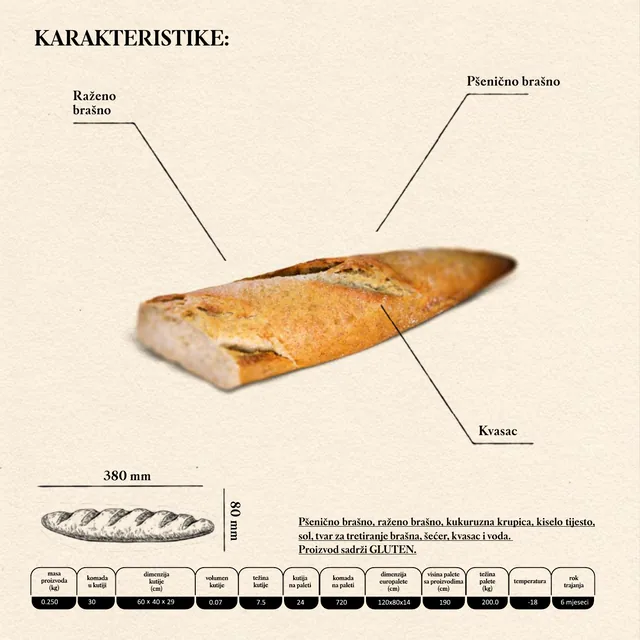 KARAKTERISTIKE:
Raženo
brašno
Pšenično brašno
Kvasac
380 mm
80 mm
Pšenično brašno, raženo brašno, kukuruzna krupica, kiselo tijesto,
sol, tvar za tretiranje brašna, šećer, kvasac i voda.
Proizvod sadrži GLUTEN.
masa proizvoda (kg) komada u kutiji dimenzija kutije (cm) volumen kutije težina kutije kutija na paleti komada na paleti dimenzija europalete (cm) visina palete sa proizvodima (cm) težina palete (kg) temperatura rok trajanja
0.250 30 60 x 40 x 29 0.07 7.5 24 720 120x80x14 190 200.0 -18 6 mjeseci